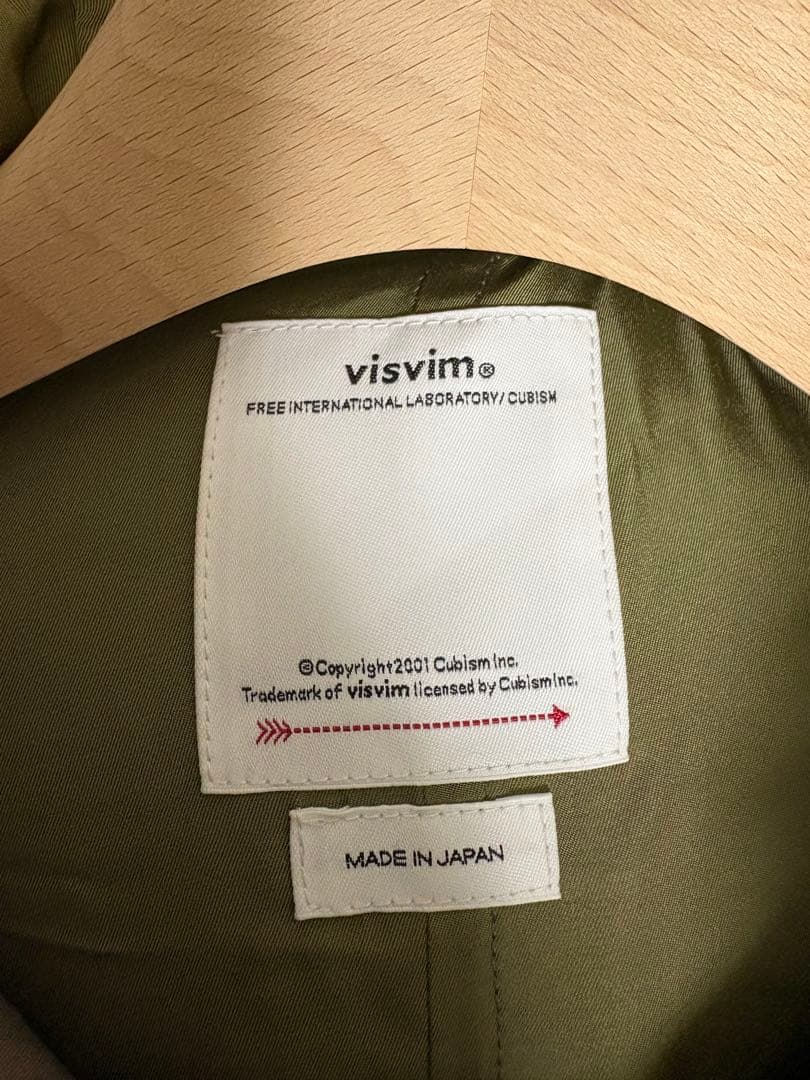 visvim®
FREE INTERNATIONAL LABORATORY/CUBISM
©Copyright2001 Cubism Inc.
Trademark of visvim licensed by Cubism Inc.
MADE IN JAPAN